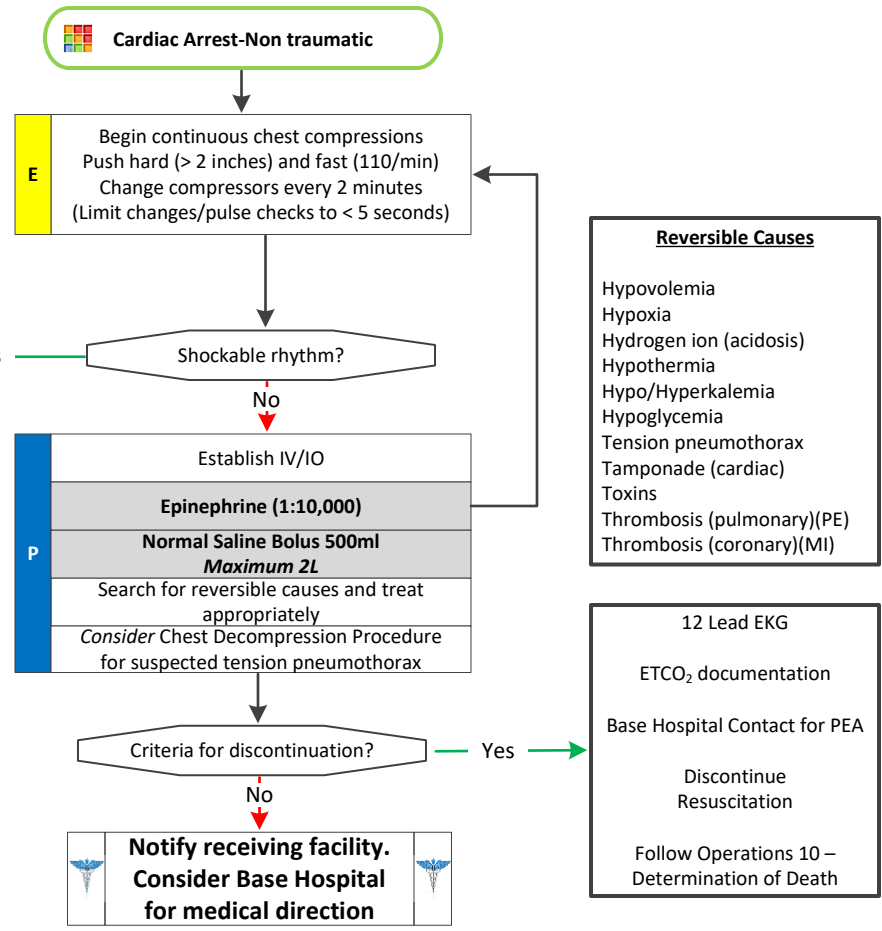 Cardiac Arrest-Non traumatic
E
Begin continuous chest compressions
Push hard (> 2 inches) and fast (110/min)
Change compressors every 2 minutes
(Limit changes/pulse checks to < 5 seconds)
Shockable rhythm?
No
P
Establish IV/IO
Epinephrine (1:10,000)
Normal Saline Bolus 500ml
Maximum 2L
Search for reversible causes and treat
appropriately
Consider Chest Decompression Procedure
for suspected tension pneumothorax
Criteria for discontinuation?
Yes
No
Notify receiving facility.
Consider Base Hospital
for medical direction
Reversible Causes
Hypovolemia
Hypoxia
Hydrogen ion (acidosis)
Hypothermia
Hypo/Hyperkalemia
Hypoglycemia
Tension pneumothorax
Tamponade (cardiac)
Toxins
Thrombosis (pulmonary)(PE)
Thrombosis (coronary)(MI)
12 Lead EKG
ETCO₂ documentation
Base Hospital Contact for PEA
Discontinue
Resuscitation
Follow Operations 10 –
Determination of Death